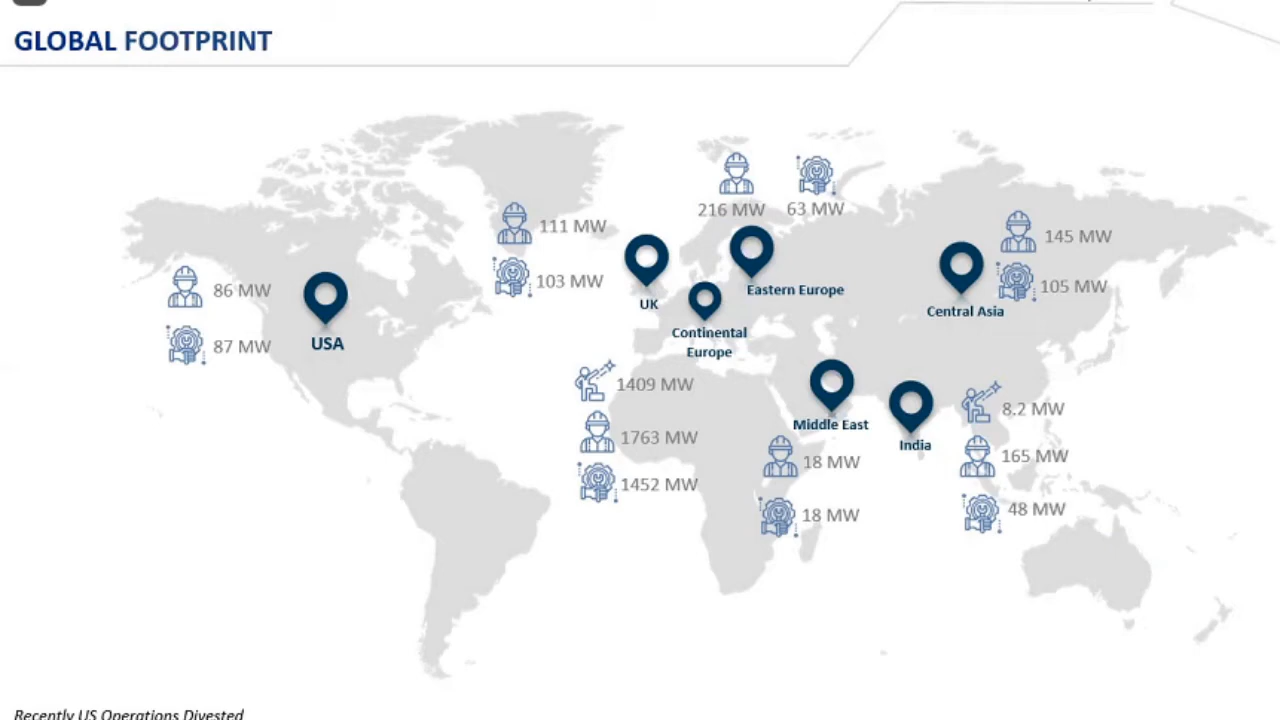 GLOBAL FOOTPRINT
216 MW
63 MW
111 MW
145 MW
103 MW
105 MW
86 MW
87 MW
USA
UK
Eastern Europe
Central Asia
Continental
Europe
1409 MW
1763 MW
1452 MW
Middle East
18 MW
18 MW
India
8.2 MW
165 MW
48 MW
Recently US Operations Divested